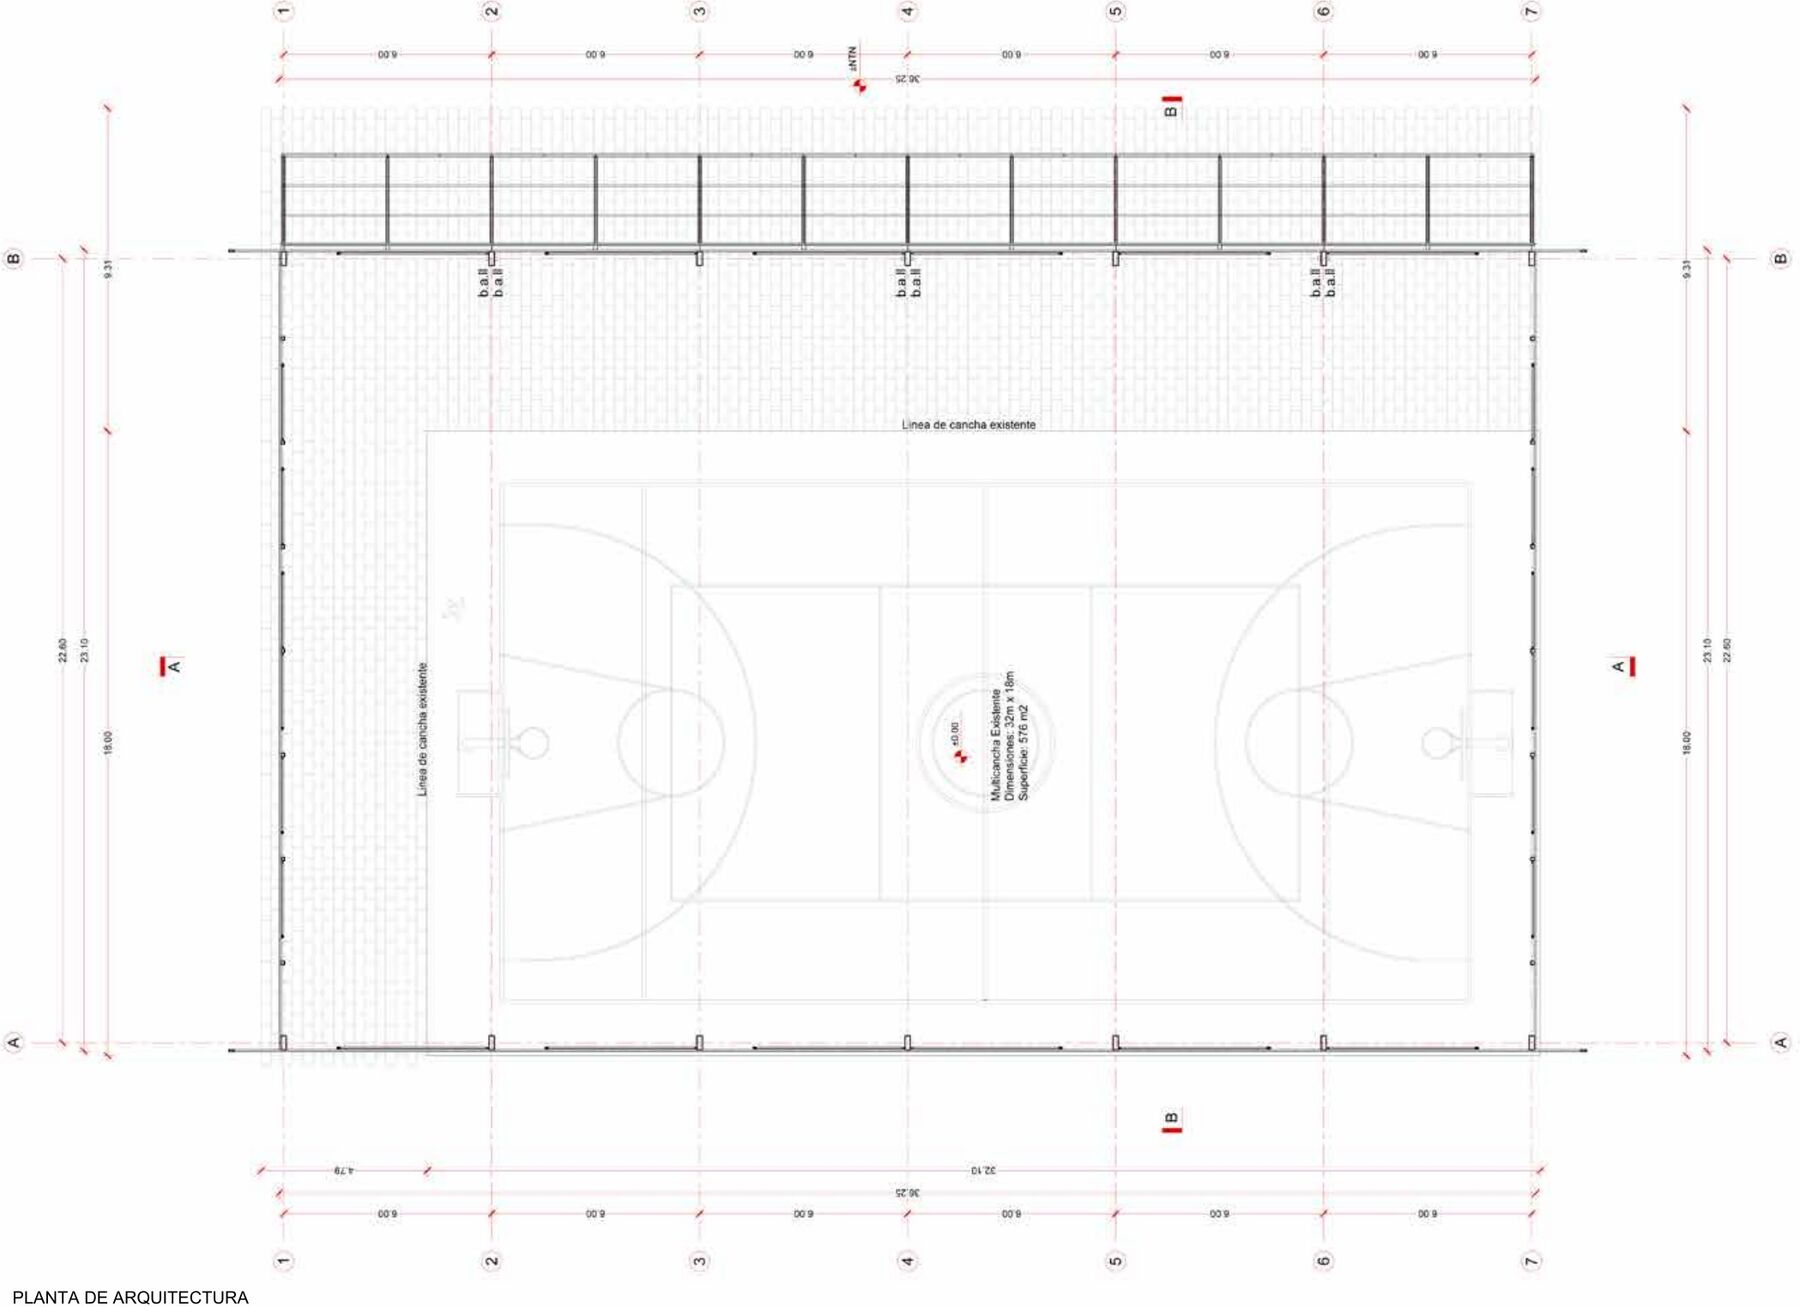 1 2 3 4 5 6 7
6.00 6.00 6.00 6.00 6.00 6.00
36.25
±NTN
B
B B
9.31 9.31
b.a.ll b.a.ll b.a.ll
b.a.ll b.a.ll b.a.ll
Linea de cancha existente
22.60 23.10 23.10 22.60
A A
Linea de cancha existente
18.00 18.00
±0.00
Multicancha Existente
Dimensiones: 32m x 18m
Superficie: 576 m2
A A
B
4.79 32.10
36.25
6.00 6.00 6.00 6.00 6.00 6.00
1 2 3 4 5 6 7
PLANTA DE ARQUITECTURA